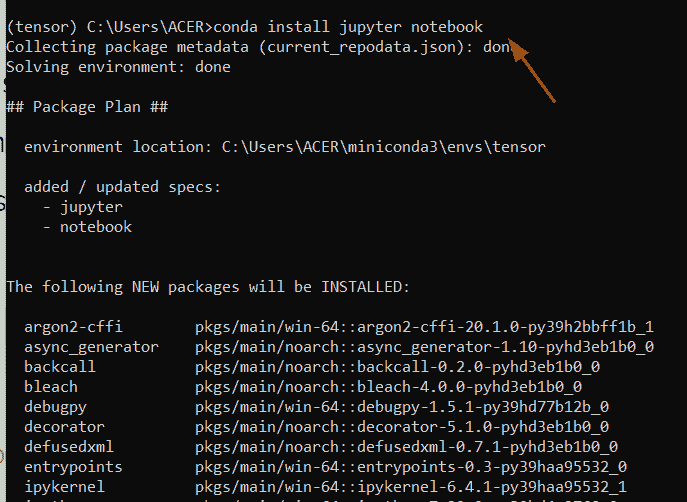 (tensor) C:\Users\ACER>conda install jupyter notebook
Collecting package metadata (current_repodata.json): don
Solving environment: done
## Package Plan ##
environment location: C:\Users\ACER\miniconda3\envs\tensor
added / updated specs:
- jupyter
- notebook
The following NEW packages will be INSTALLED:
argon2-cffi pkgs/main/win-64::argon2-cffi-20.1.0-py39h2bbff1b_1
async_generator pkgs/main/noarch::async_generator-1.10-pyhd3eb1b0_0
backcall pkgs/main/noarch::backcall-0.2.0-pyhd3eb1b0_0
bleach pkgs/main/noarch::bleach-4.0.0-pyhd3eb1b0_0
debugpy pkgs/main/win-64::debugpy-1.5.1-py39hd77b12b_0
decorator pkgs/main/noarch::decorator-5.1.0-pyhd3eb1b0_0
defusedxml pkgs/main/noarch::defusedxml-0.7.1-pyhd3eb1b0_0
entrypoints pkgs/main/win-64::entrypoints-0.3-py39haa95532_0
ipykernel pkgs/main/win-64::ipykernel-6.4.1-py39haa95532_1